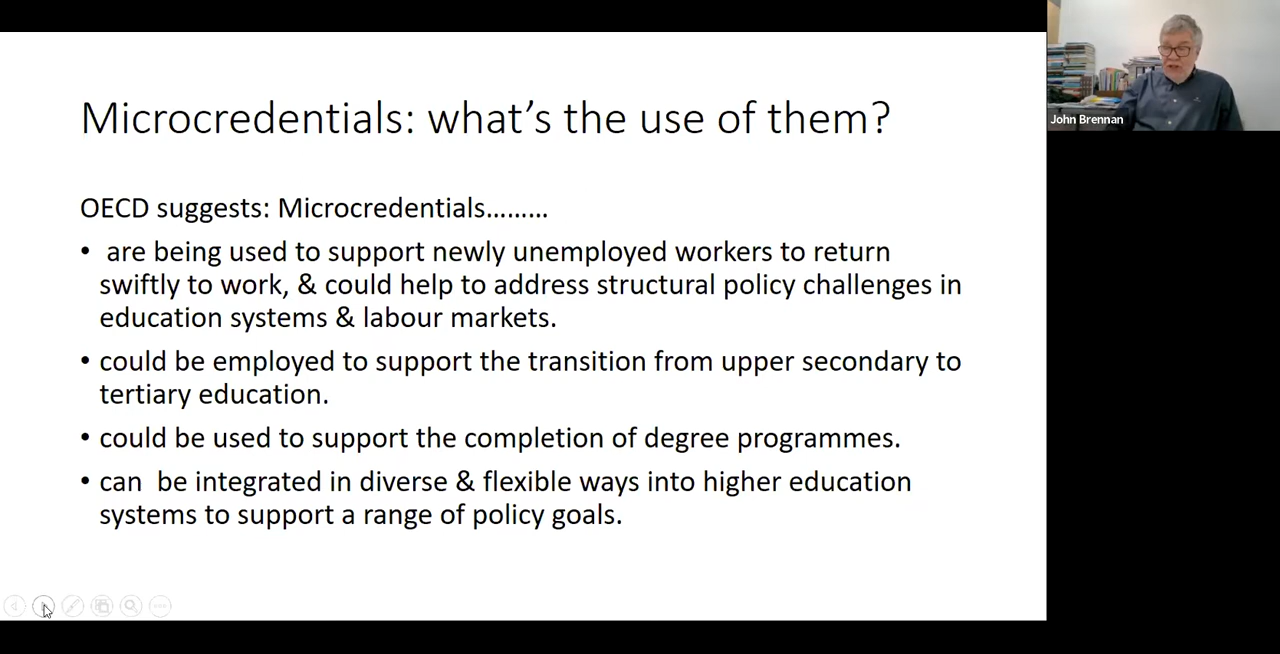 Microcredentials: what’s the use of them?
OECD suggests: Microcredentials………
• are being used to support newly unemployed workers to return
swiftly to work, & could help to address structural policy challenges in
education systems & labour markets.
• could be employed to support the transition from upper secondary to
tertiary education.
• could be used to support the completion of degree programmes.
• can be integrated in diverse & flexible ways into higher education
systems to support a range of policy goals.
John Brennan